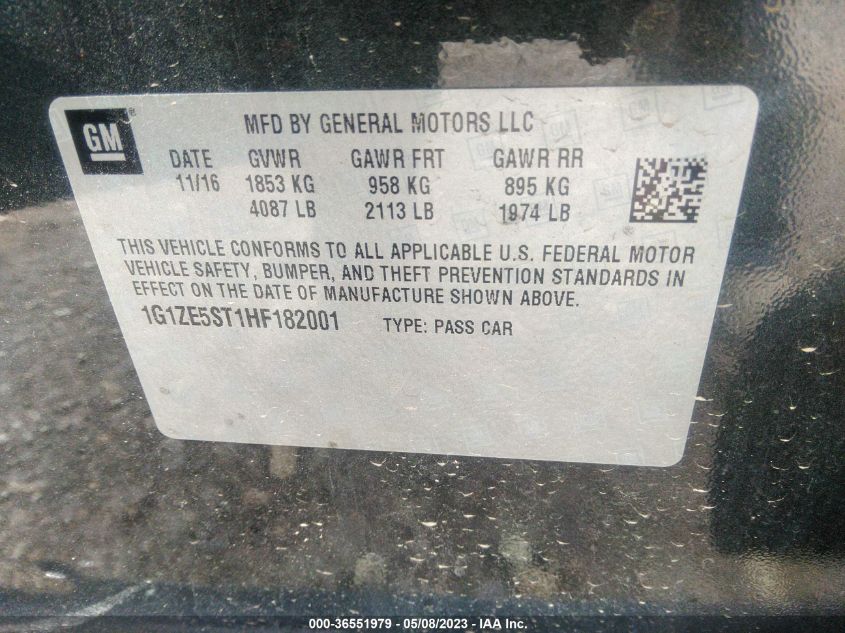 GM ®
MFD BY GENERAL MOTORS LLC
DATE GVWR GAWR FRT GAWR RR
11/16 1853 KG 958 KG 895 KG
4087 LB 2113 LB 1974 LB
THIS VEHICLE CONFORMS TO ALL APPLICABLE U.S. FEDERAL MOTOR
VEHICLE SAFETY, BUMPER, AND THEFT PREVENTION STANDARDS IN
EFFECT ON THE DATE OF MANUFACTURE SHOWN ABOVE.
1G1ZE5ST1HF182001 TYPE: PASS CAR
000-36551979 — 05/08/2023 — IAA Inc.